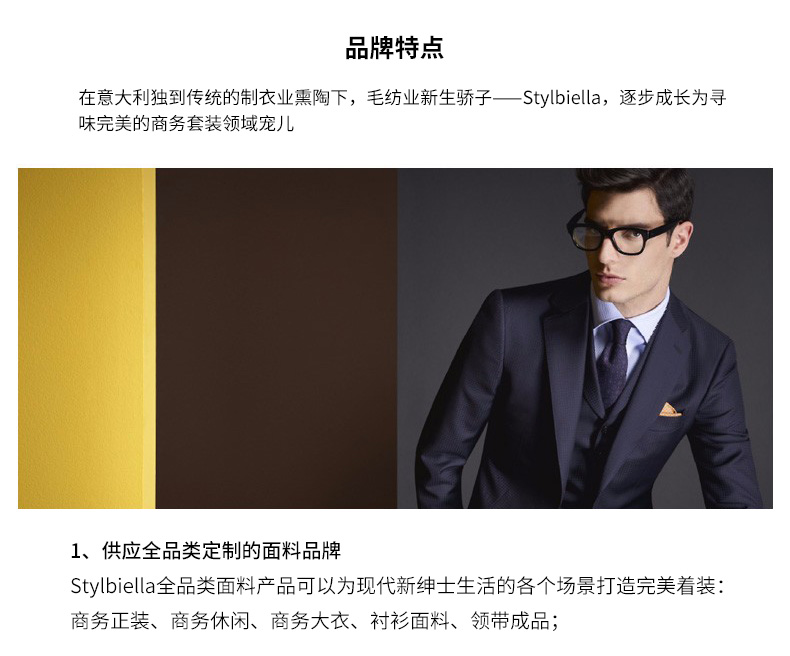 品牌特点
在意大利独到传统的制衣业熏陶下，毛纺业新生骄子——Stylbiella，逐步成长为寻
味完美的商务套装领域宠儿
1、供应全品类定制的面料品牌
Stylbiella全品类面料产品可以为现代新绅士生活的各个场景打造完美着装：
商务正装、商务休闲、商务大衣、衬衫面料、领带成品；